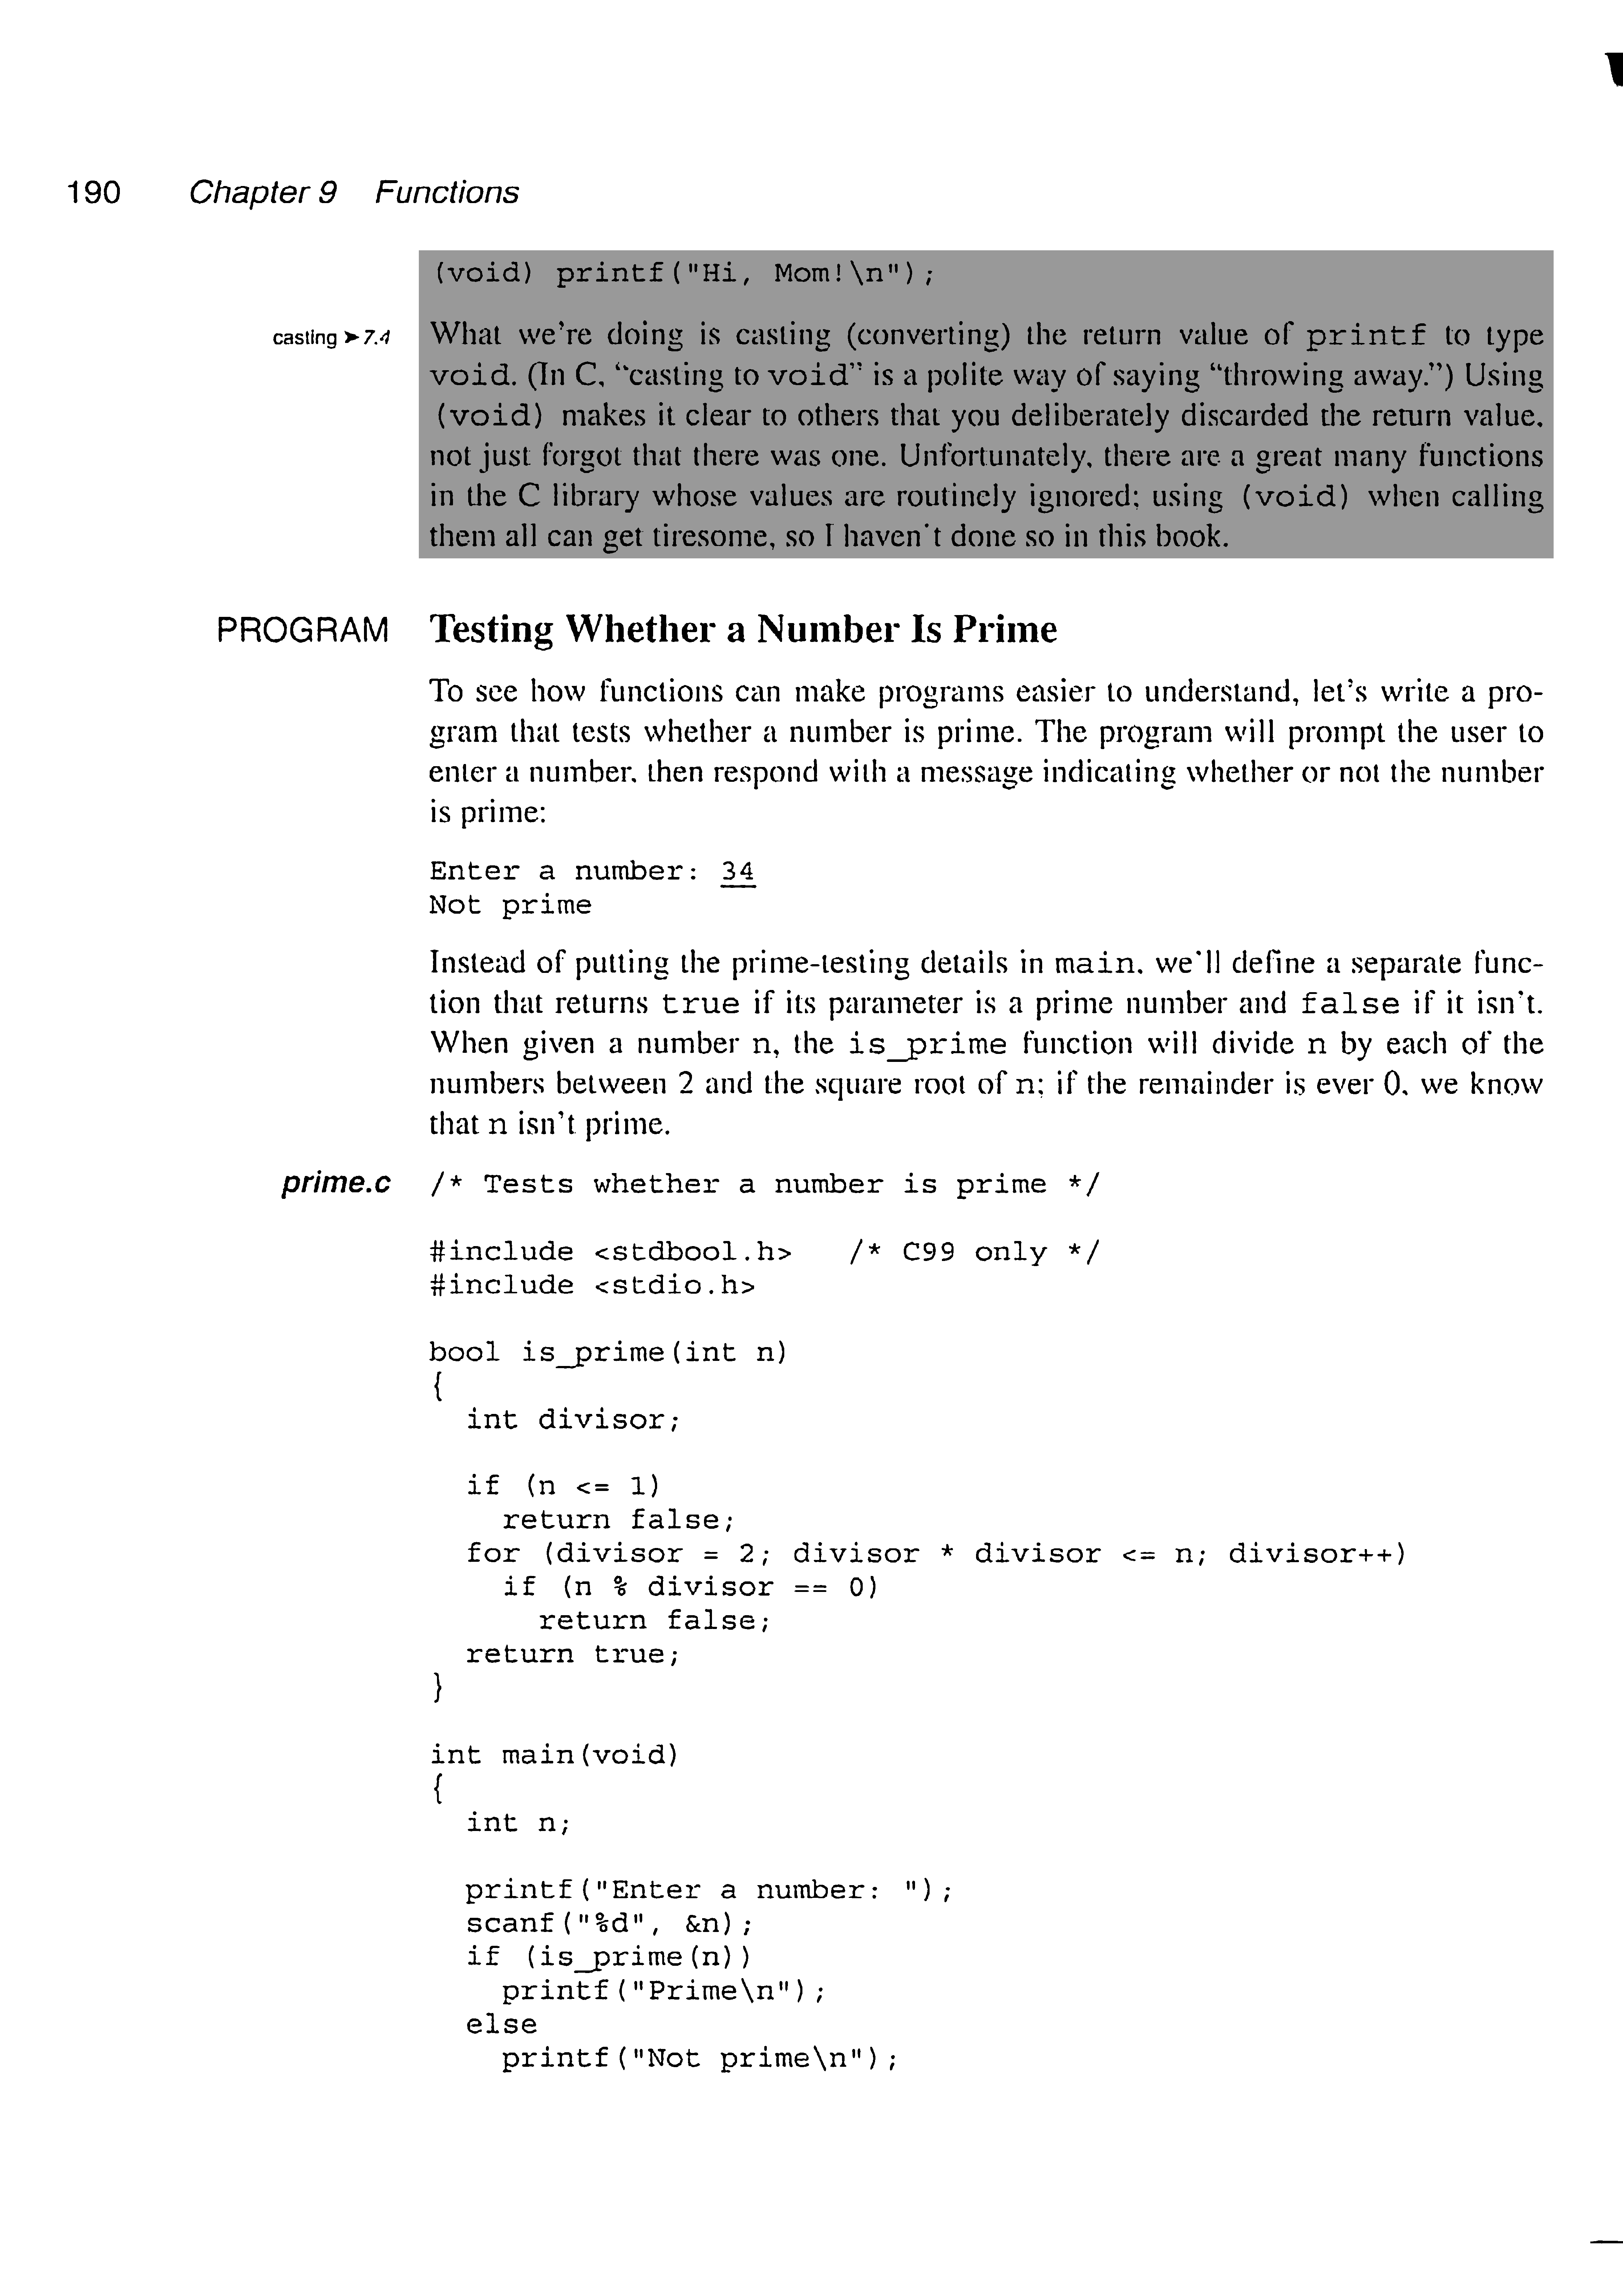 190 Chapter 9 Functions
(void) printf("Hi, Mom!\n");
casting ➤ 7.4 What we're doing is casting (converting) the return value of printf to type
void. (In C, “casting to void” is a polite way of saying “throwing away.”) Using
(void) makes it clear to others that you deliberately discarded the return value,
not just forgot that there was one. Unfortunately, there are a great many functions
in the C library whose values are routinely ignored; using (void) when calling
them all can get tiresome, so I haven't done so in this book.
PROGRAM Testing Whether a Number Is Prime
To see how functions can make programs easier to understand, let's write a pro-
gram that tests whether a number is prime. The program will prompt the user to
enter a number, then respond with a message indicating whether or not the number
is prime:
Enter a number: 34
Not prime
Instead of putting the prime-testing details in main, we'll define a separate func-
tion that returns true if its parameter is a prime number and false if it isn't.
When given a number n, the is_prime function will divide n by each of the
numbers between 2 and the square root of n; if the remainder is ever 0, we know
that n isn't prime.
prime.c /* Tests whether a number is prime */
#include <stdbool.h> /* C99 only */
#include <stdio.h>
bool is_prime(int n)
{
int divisor;
if (n <= 1)
return false;
for (divisor = 2; divisor * divisor <= n; divisor++)
if (n % divisor == 0)
return false;
return true;
}
int main(void)
{
int n;
printf("Enter a number: ");
scanf("%d", &n);
if (is_prime(n))
printf("Prime\n");
else
printf("Not prime\n");